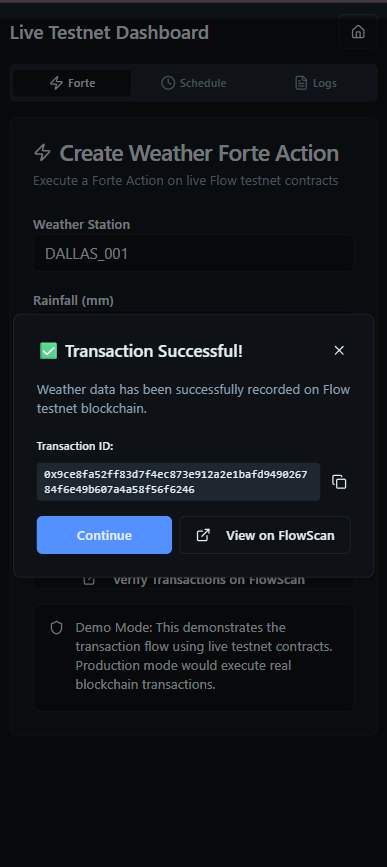 Live Testnet Dashboard
Forte
Schedule
Logs
Create Weather Forte Action
Execute a Forte Action on live Flow testnet contracts
Weather Station
DALLAS_001
Rainfall (mm)
✅ Transaction Successful!
Weather data has been successfully recorded on Flow
testnet blockchain.
Transaction ID:
0x9ce8fa52ff83d7f4ec873e912a2e1bafd9490267
84f6e49b607a4a58f56f6246
Continue
View on FlowScan
Verify Transactions on FlowScan
Demo Mode: This demonstrates the
transaction flow using live testnet contracts.
Production mode would execute real
blockchain transactions.